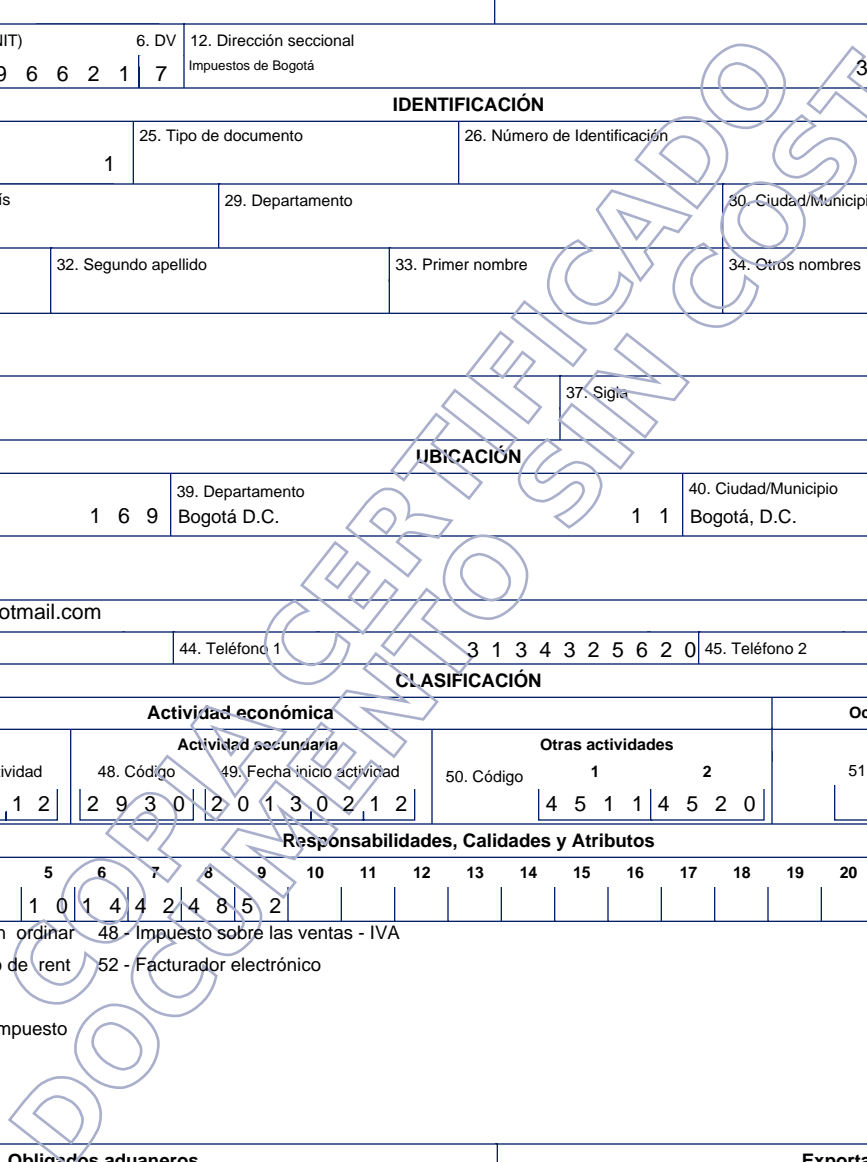 NIT) 6. DV 12. Dirección seccional
9 6 6 2 1 7 Impuestos de Bogotá 3
IDENTIFICACIÓN
25. Tipo de documento 26. Número de Identificación
1
ís 29. Departamento 30. Ciudad/Municipi
32. Segundo apellido 33. Primer nombre 34. Otros nombres
37. Sigla
UBICACIÓN
39. Departamento 40. Ciudad/Municipio
1 6 9 Bogotá D.C. 1 1 Bogotá, D.C.
otmail.com
44. Teléfono 1 3 1 3 4 3 2 5 6 2 0 45. Teléfono 2
CLASIFICACIÓN
Actividad económica Oc
Actividad secundaria Otras actividades
tividad 48. Código 49. Fecha inicio actividad 50. Código 1 2 51
1 2 2 9 3 0 2 0 1 3 0 2 1 2 4 5 1 1 4 5 2 0
Responsabilidades, Calidades y Atributos
5 6 7 8 9 10 11 12 13 14 15 16 17 18 19 20
1 0 1 4 4 2 4 8 5 2
n ordinar 48 - Impuesto sobre las ventas - IVA
o de rent 52 - Facturador electrónico
mpuesto
Obligados aduaneros Exporta
COPIA CERTIFICADO
DOCUMENTO SIN COST